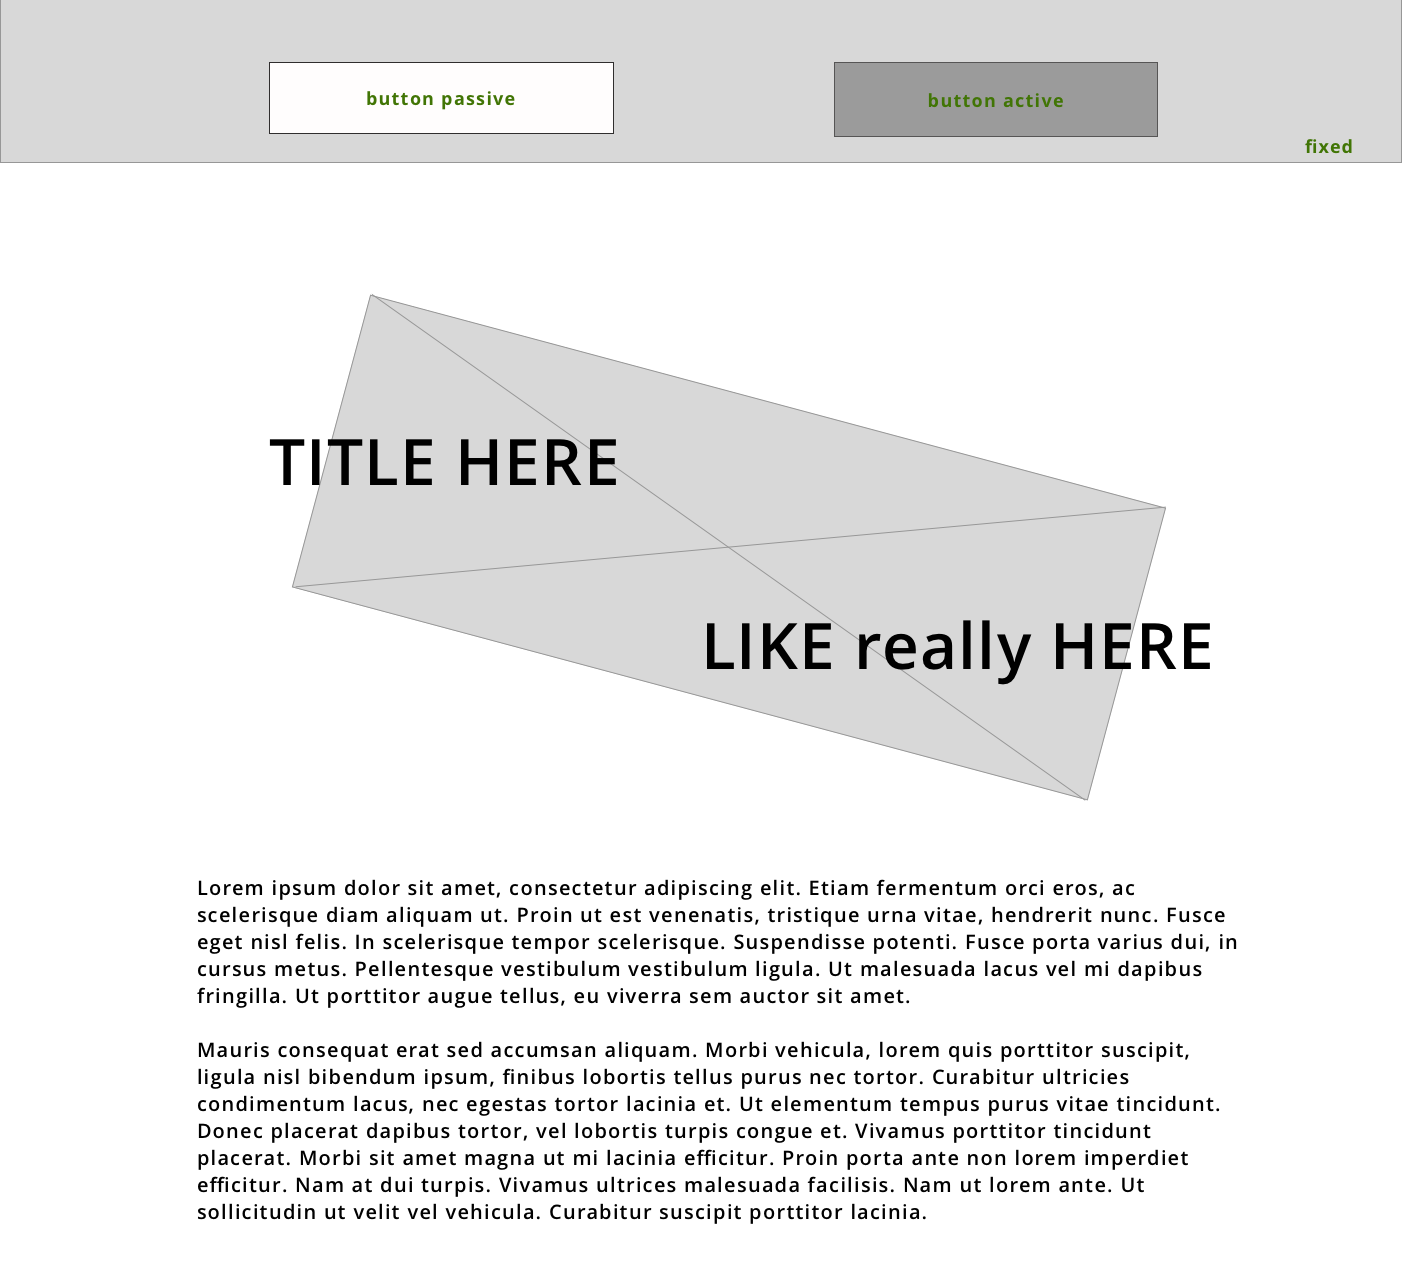 button passive
button active
fixed
TITLE HERE
LIKE really HERE
Lorem ipsum dolor sit amet, consectetur adipiscing elit. Etiam fermentum orci eros, ac
scelerisque diam aliquam ut. Proin ut est venenatis, tristique urna vitae, hendrerit nunc. Fusce
eget nisl felis. In scelerisque tempor scelerisque. Suspendisse potenti. Fusce porta varius dui, in
cursus metus. Pellentesque vestibulum vestibulum ligula. Ut malesuada lacus vel mi dapibus
fringilla. Ut porttitor augue tellus, eu viverra sem auctor sit amet.
Mauris consequat erat sed accumsan aliquam. Morbi vehicula, lorem quis porttitor suscipit,
ligula nisl bibendum ipsum, finibus lobortis tellus purus nec tortor. Curabitur ultricies
condimentum lacus, nec egestas tortor lacinia et. Ut elementum tempus purus vitae tincidunt.
Donec placerat dapibus tortor, vel lobortis turpis congue et. Vivamus porttitor tincidunt
placerat. Morbi sit amet magna ut mi lacinia efficitur. Proin porta ante non lorem imperdiet
efficitur. Nam at dui turpis. Vivamus ultrices malesuada facilisis. Nam ut lorem ante. Ut
sollicitudin ut velit vel vehicula. Curabitur suscipit porttitor lacinia.